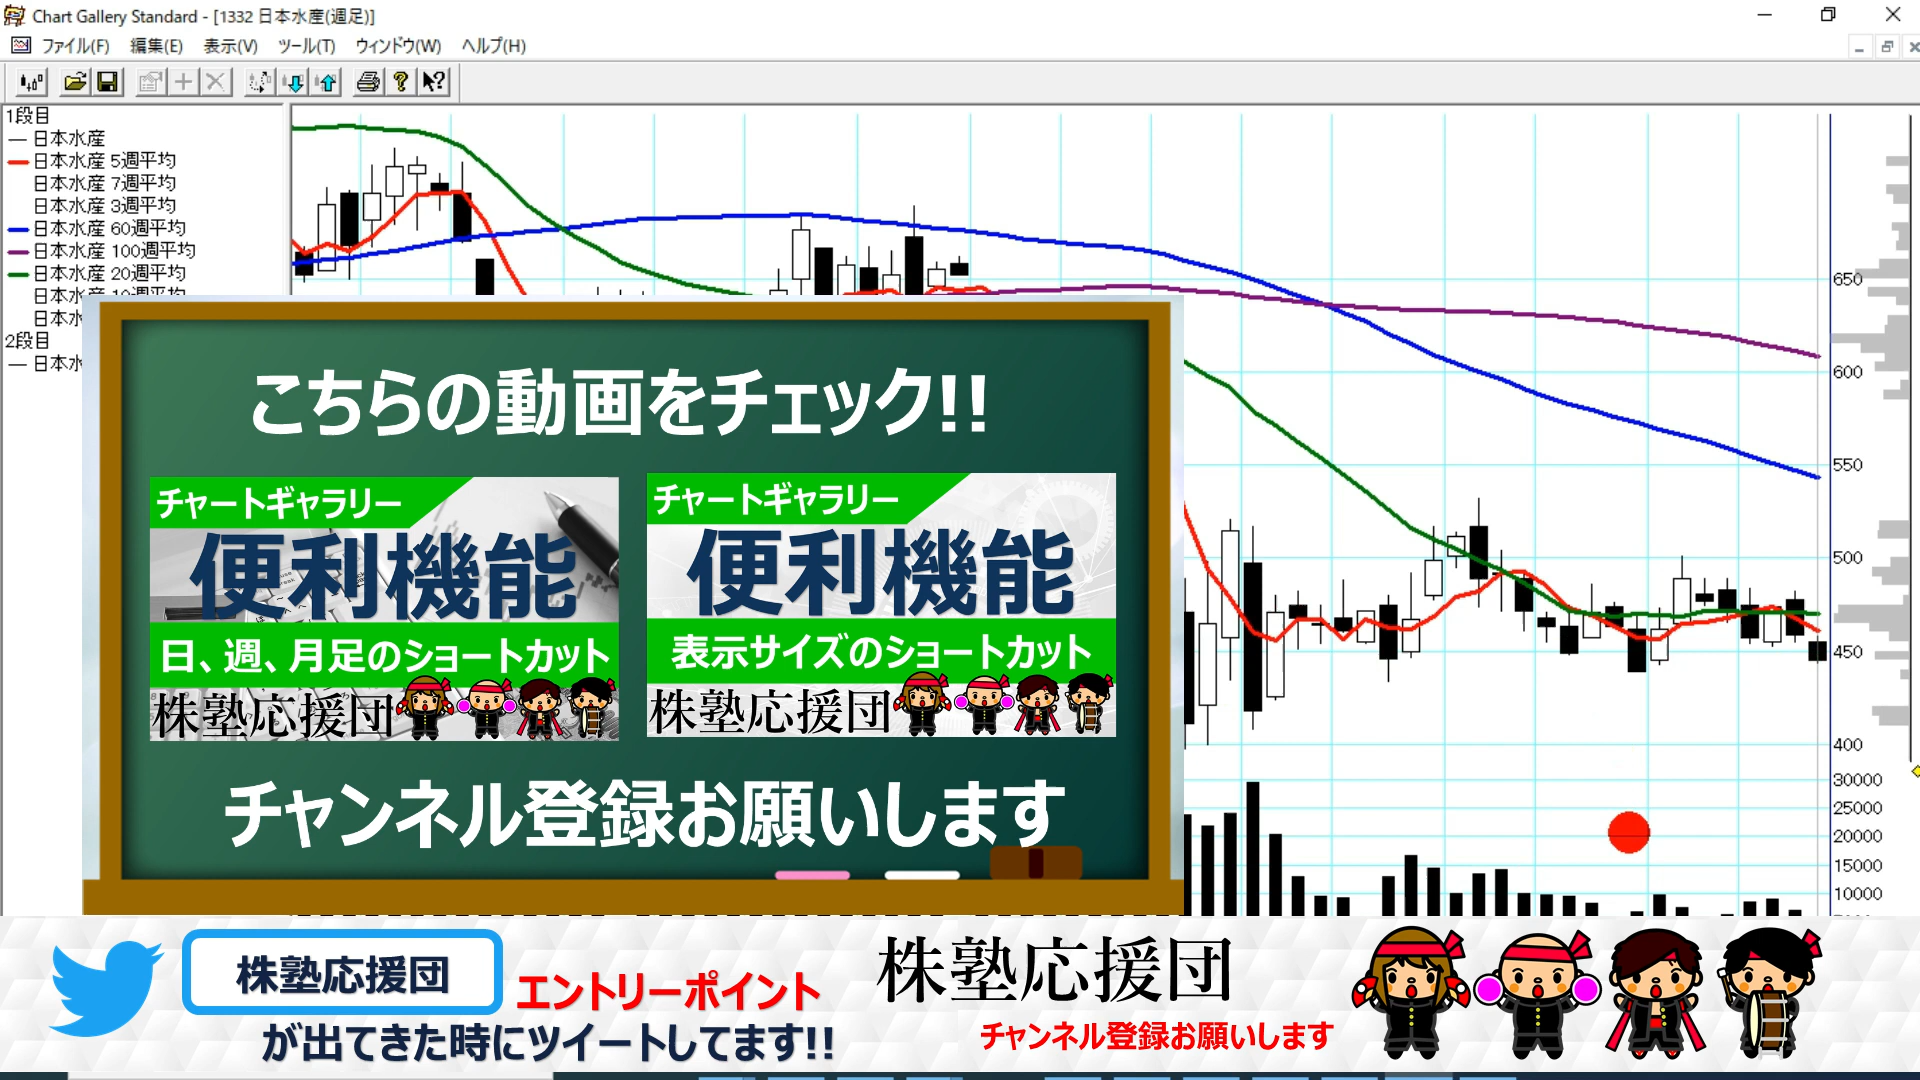 Chart Gallery Standard - [1332 日本水産(週足)]
ファイル(F) 編集(E) 表示(V) ツール(T) ウィンドウ(W) ヘルプ(H)
1段目
日本水産
日本水産 5週平均
日本水産 7週平均
日本水産 3週平均
日本水産 60週平均
日本水産 100週平均
日本水産 20週平均
日本水
2段目
日本水
650
600
550
500
450
400
30000
25000
20000
15000
10000
こちらの動画をチェック!!
チャートギャラリー
便利機能
日、週、月足のショートカット
株塾応援団
チャートギャラリー
便利機能
表示サイズのショートカット
株塾応援団
チャンネル登録お願いします
株塾応援団
エントリーポイント
が出てきた時にツイートしてます!!
株塾応援団
チャンネル登録お願いします